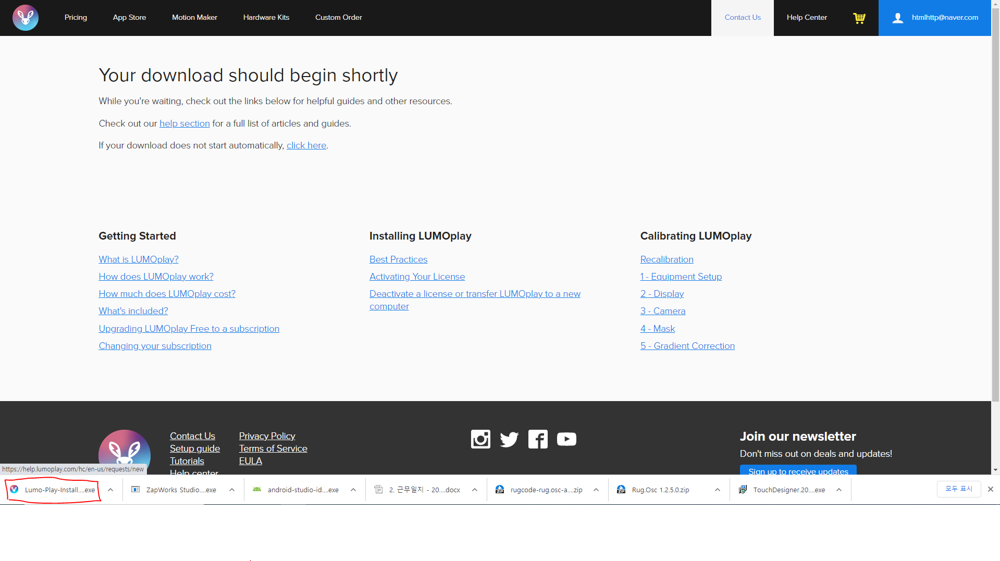 Pricing App Store Motion Maker Hardware Kits Custom Order Contact Us Help Center htmlhttp@naver.com
Your download should begin shortly
While you're waiting, check out the links below for helpful guides and other resources.
Check out our help section for a full list of articles and guides.
If your download does not start automatically, click here.
Getting Started
What is LUMOplay?
How does LUMOplay work?
How much does LUMOplay cost?
What's included?
Upgrading LUMOplay Free to a subscription
Changing your subscription
Installing LUMOplay
Best Practices
Activating Your License
Deactivate a license or transfer LUMOplay to a new
computer
Calibrating LUMOplay
Recalibration
1 - Equipment Setup
2 - Display
3 - Camera
4 - Mask
5 - Gradient Correction
Contact Us
Setup guide
Tutorials
Help center
Privacy Policy
Terms of Service
EULA
Join our newsletter
Don't miss out on deals and updates!
Sign up to receive updates
https://help.lumoplay.com/hc/en-us/requests/new
Lumo-Play-Install....exe ZapWorks Studio....exe android-studio-id....exe 2. 근무일지 - 20....docx rugcode-rug.osc-a....zip Rug.Osc 1.2.5.0.zip TouchDesigner.20....exe 모두 표시